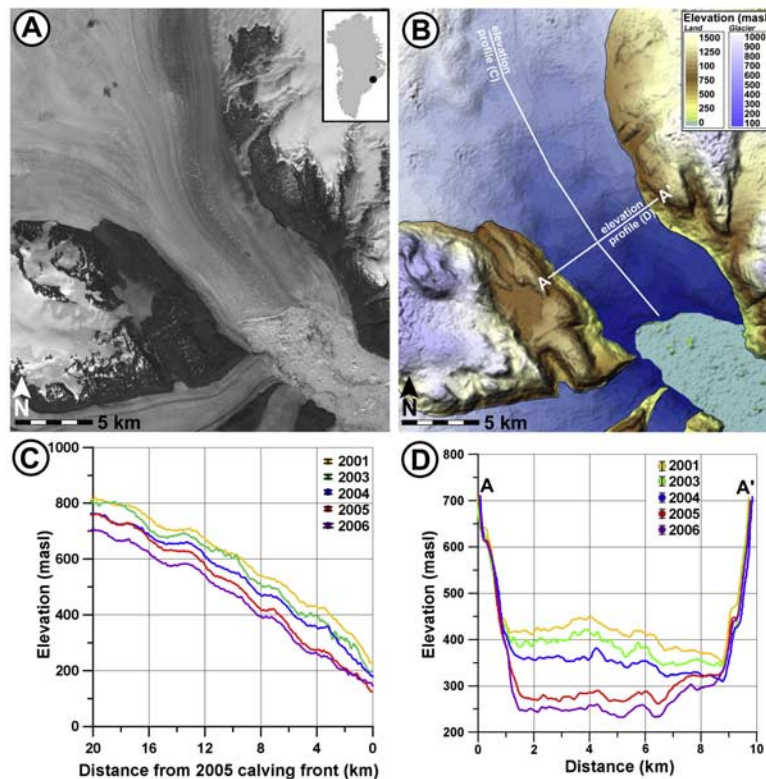 A
N
5 km
B
Elevation (masl)
Land
Glacier
1500
1250
1000
750
500
250
0
1000
900
800
700
600
500
400
300
200
100
elevation
profile (C)
elevation
profile (D)
A
A'
N
5 km
C
1000
800
600
400
200
0
Elevation (masl)
2001
2003
2004
2005
2006
20 16 12 8 4 0
Distance from 2005 calving front (km)
D
800
700
600
500
400
300
200
Elevation (masl)
A
A'
2001
2003
2004
2005
2006
0 2 4 6 8 10
Distance (km)